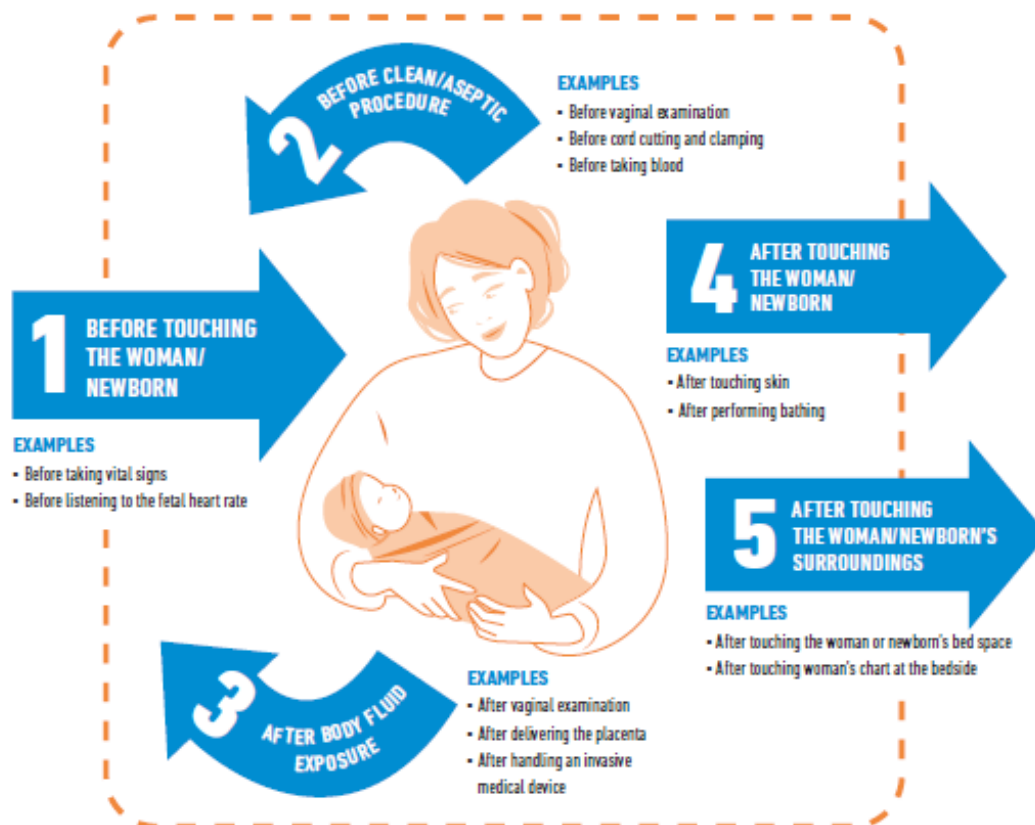 1
BEFORE TOUCHING
THE WOMAN/
NEWBORN
EXAMPLES
▪ Before taking vital signs
▪ Before listening to the fetal heart rate
2
BEFORE CLEAN/ASEPTIC
PROCEDURE
EXAMPLES
▪ Before vaginal examination
▪ Before cord cutting and clamping
▪ Before taking blood
3
AFTER BODY FLUID
EXPOSURE
EXAMPLES
▪ After vaginal examination
▪ After delivering the placenta
▪ After handling an invasive
medical device
4
AFTER TOUCHING
THE WOMAN/
NEWBORN
EXAMPLES
▪ After touching skin
▪ After performing bathing
5
AFTER TOUCHING
THE WOMAN/NEWBORN'S
SURROUNDINGS
EXAMPLES
▪ After touching the woman or newborn's bed space
▪ After touching woman's chart at the bedside